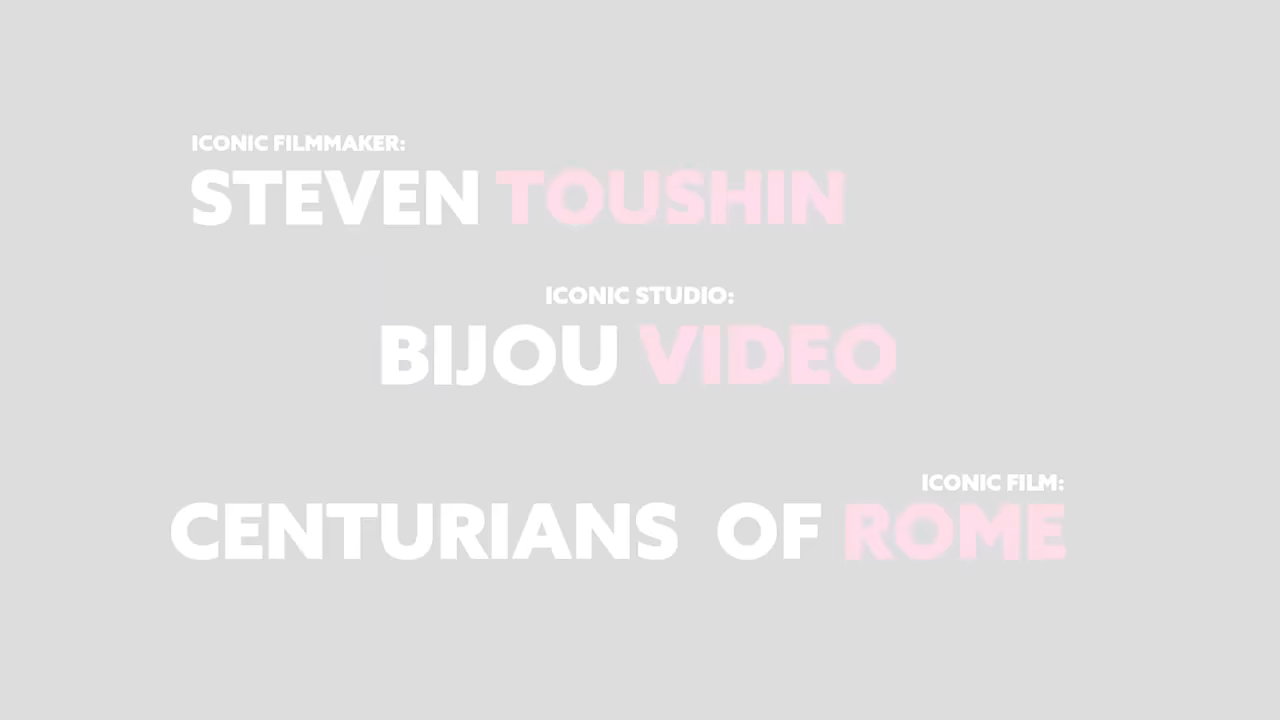 ICONIC FILMMAKER:
STEVEN TOUSHIN
ICONIC STUDIO:
BIJOU VIDEO
ICONIC FILM:
CENTURIANS OF ROME